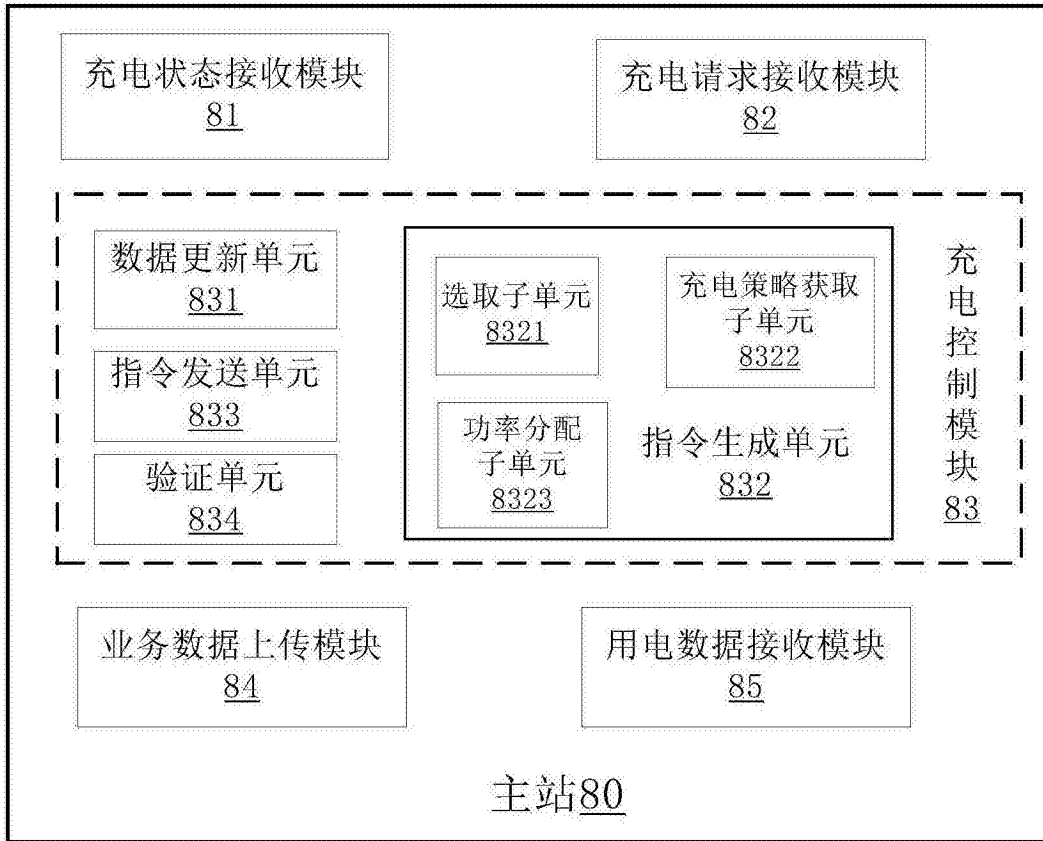 充电状态接收模块
81
充电请求接收模块
82
数据更新单元
831
指令发送单元
833
验证单元
834
选取子单元
8321
充电策略获取
子单元
8322
功率分配
子单元
8323
指令生成单元
832
充电控制模块83
业务数据上传模块
84
用电数据接收模块
85
主站80